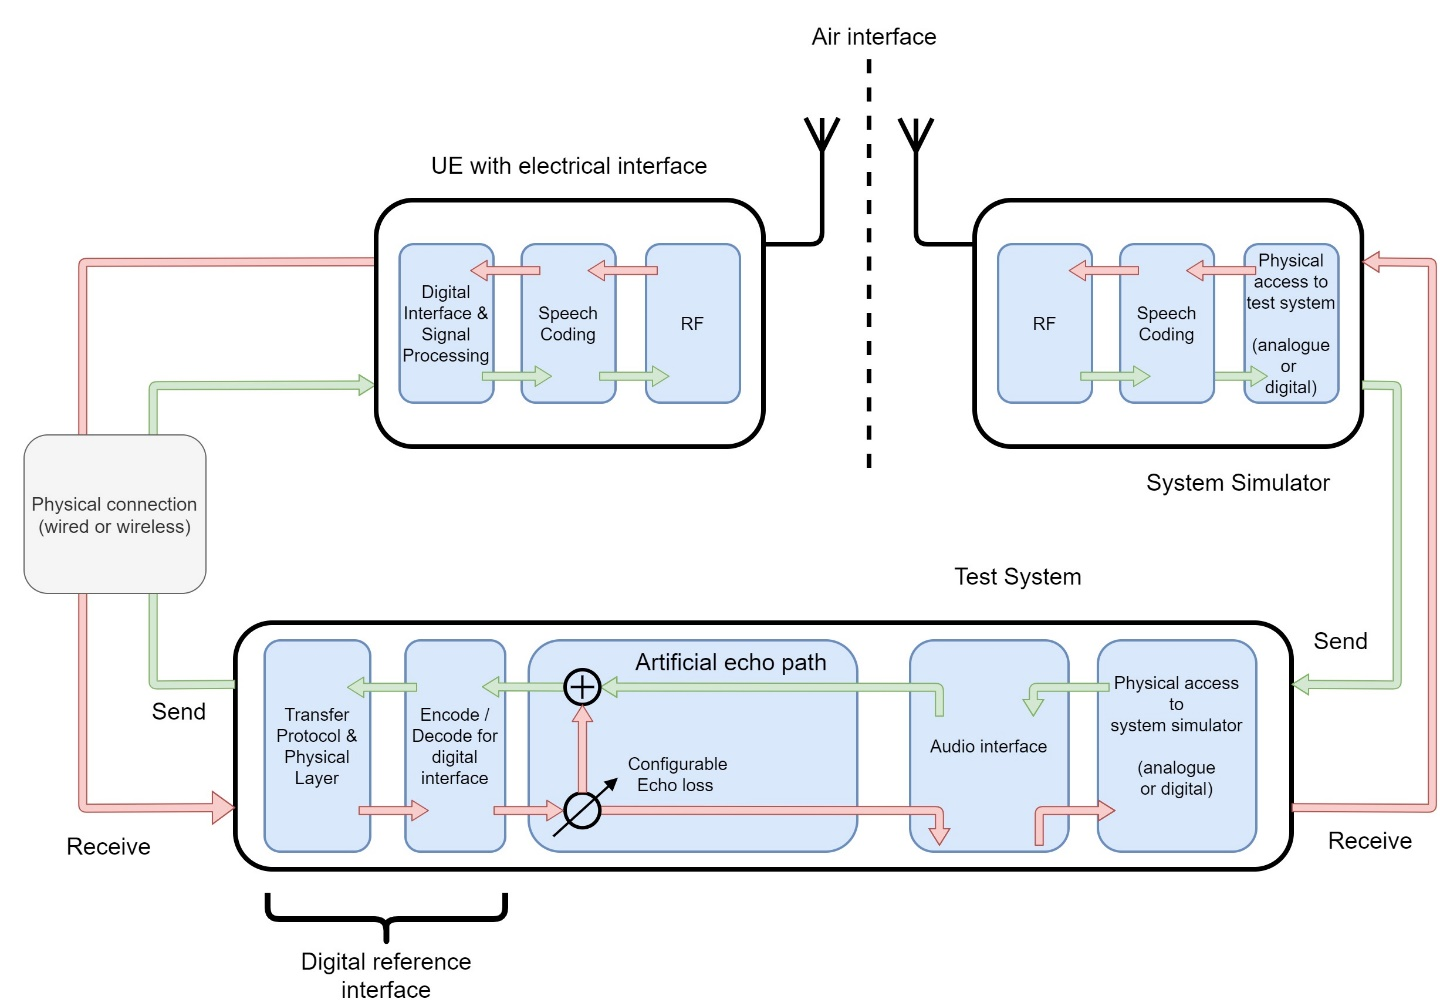 Air interface
UE with electrical interface
Digital
Interface &
Signal
Processing
Speech
Coding
RF
RF
Speech
Coding
Physical
access to
test system
(analogue
or
digital)
System Simulator
Physical connection
(wired or wireless)
Test System
Send
Send
Receive
Receive
Transfer
Protocol &
Physical
Layer
Encode /
Decode for
digital
interface
Artificial echo path
Configurable
Echo loss
Audio interface
Physical access
to
system simulator
(analogue
or digital)
Digital reference
interface